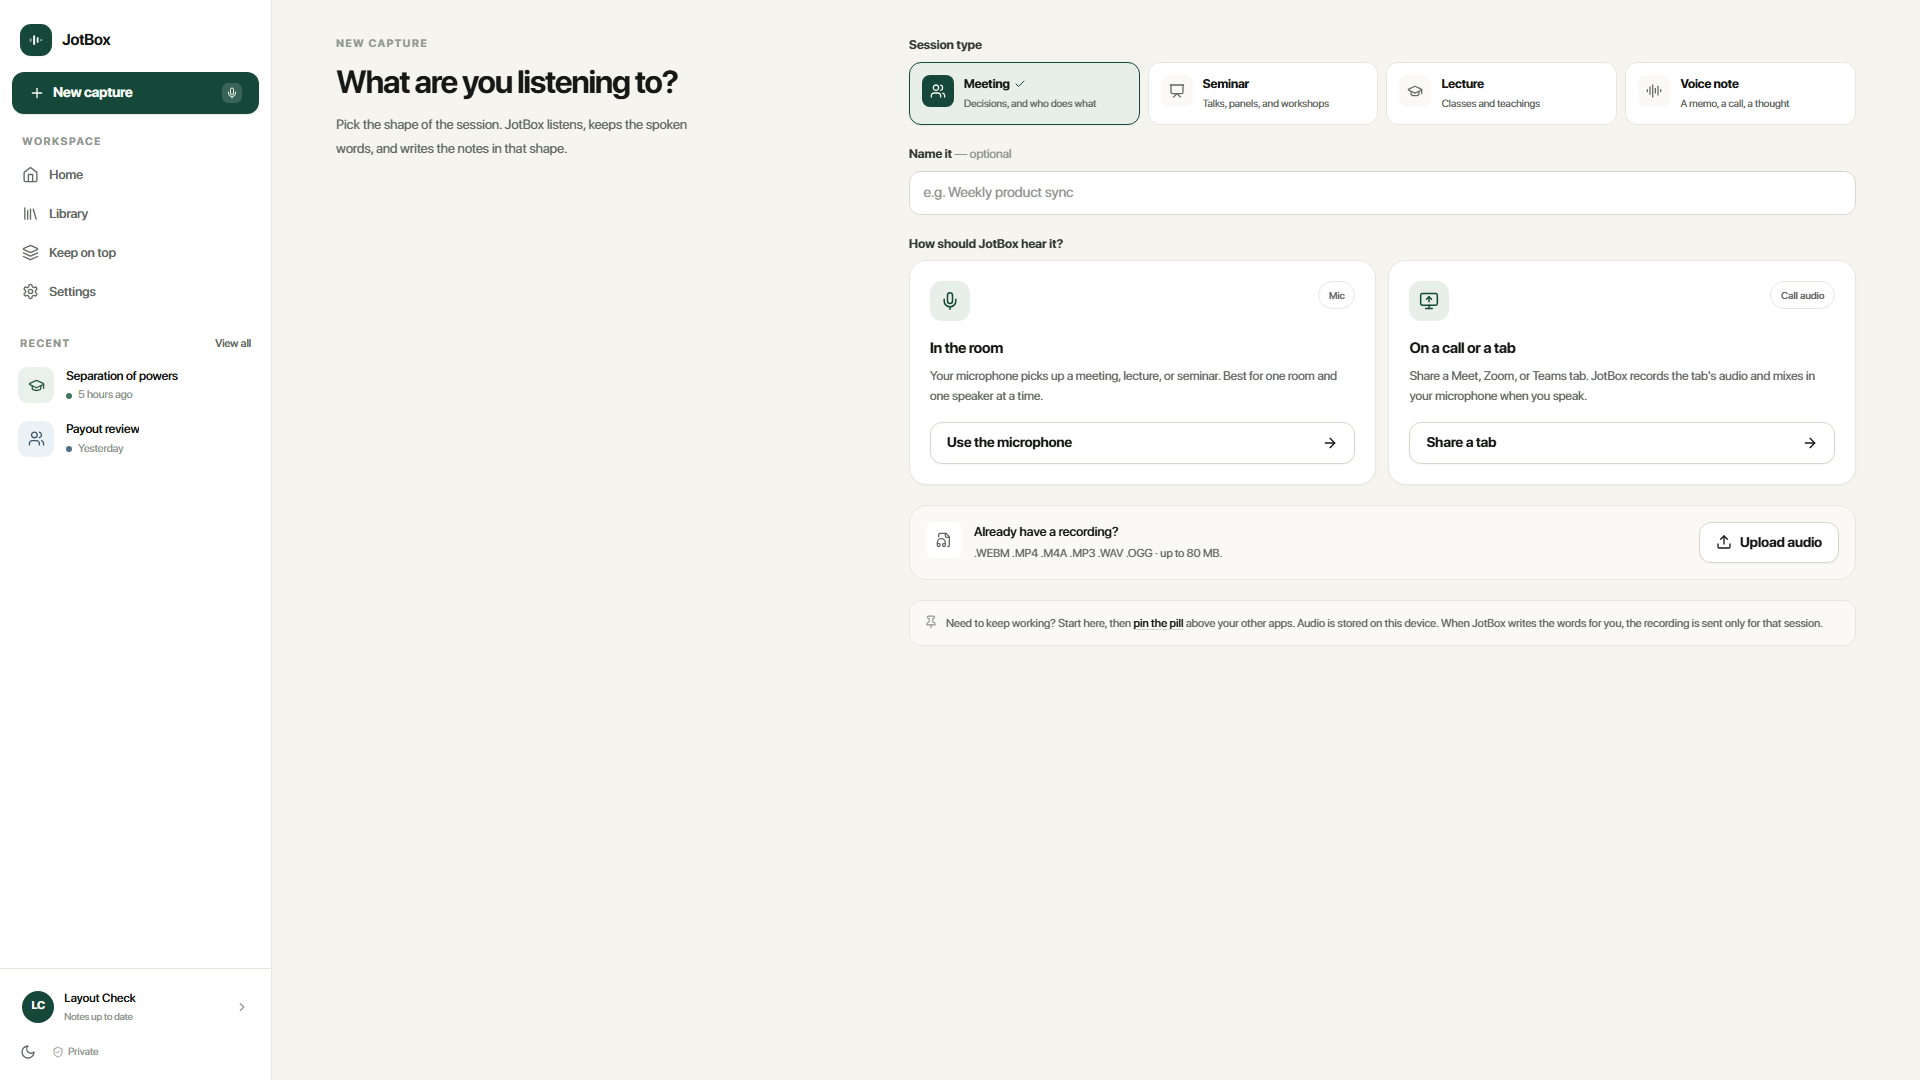 JotBox
New capture
WORKSPACE
Home
Library
Keep on top
Settings
RECENT
View all
Separation of powers
5 hours ago
Payout review
Yesterday
LC
Layout Check
Notes up to date
Private
NEW CAPTURE
What are you listening to?
Pick the shape of the session. JotBox listens, keeps the spoken
words, and writes the notes in that shape.
Session type
Meeting
Decisions, and who does what
Seminar
Talks, panels, and workshops
Lecture
Classes and teachings
Voice note
A memo, a call, a thought
Name it — optional
e.g. Weekly product sync
How should JotBox hear it?
Mic
In the room
Your microphone picks up a meeting, lecture, or seminar. Best for one room and
one speaker at a time.
Use the microphone
Call audio
On a call or a tab
Share a Meet, Zoom, or Teams tab. JotBox records the tab's audio and mixes in
your microphone when you speak.
Share a tab
Already have a recording?
.WEBM .MP4 .M4A .MP3 .WAV .OGG · up to 80 MB.
Upload audio
Need to keep working? Start here, then pin the pill above your other apps. Audio is stored on this device. When JotBox writes the words for you, the recording is sent only for that session.